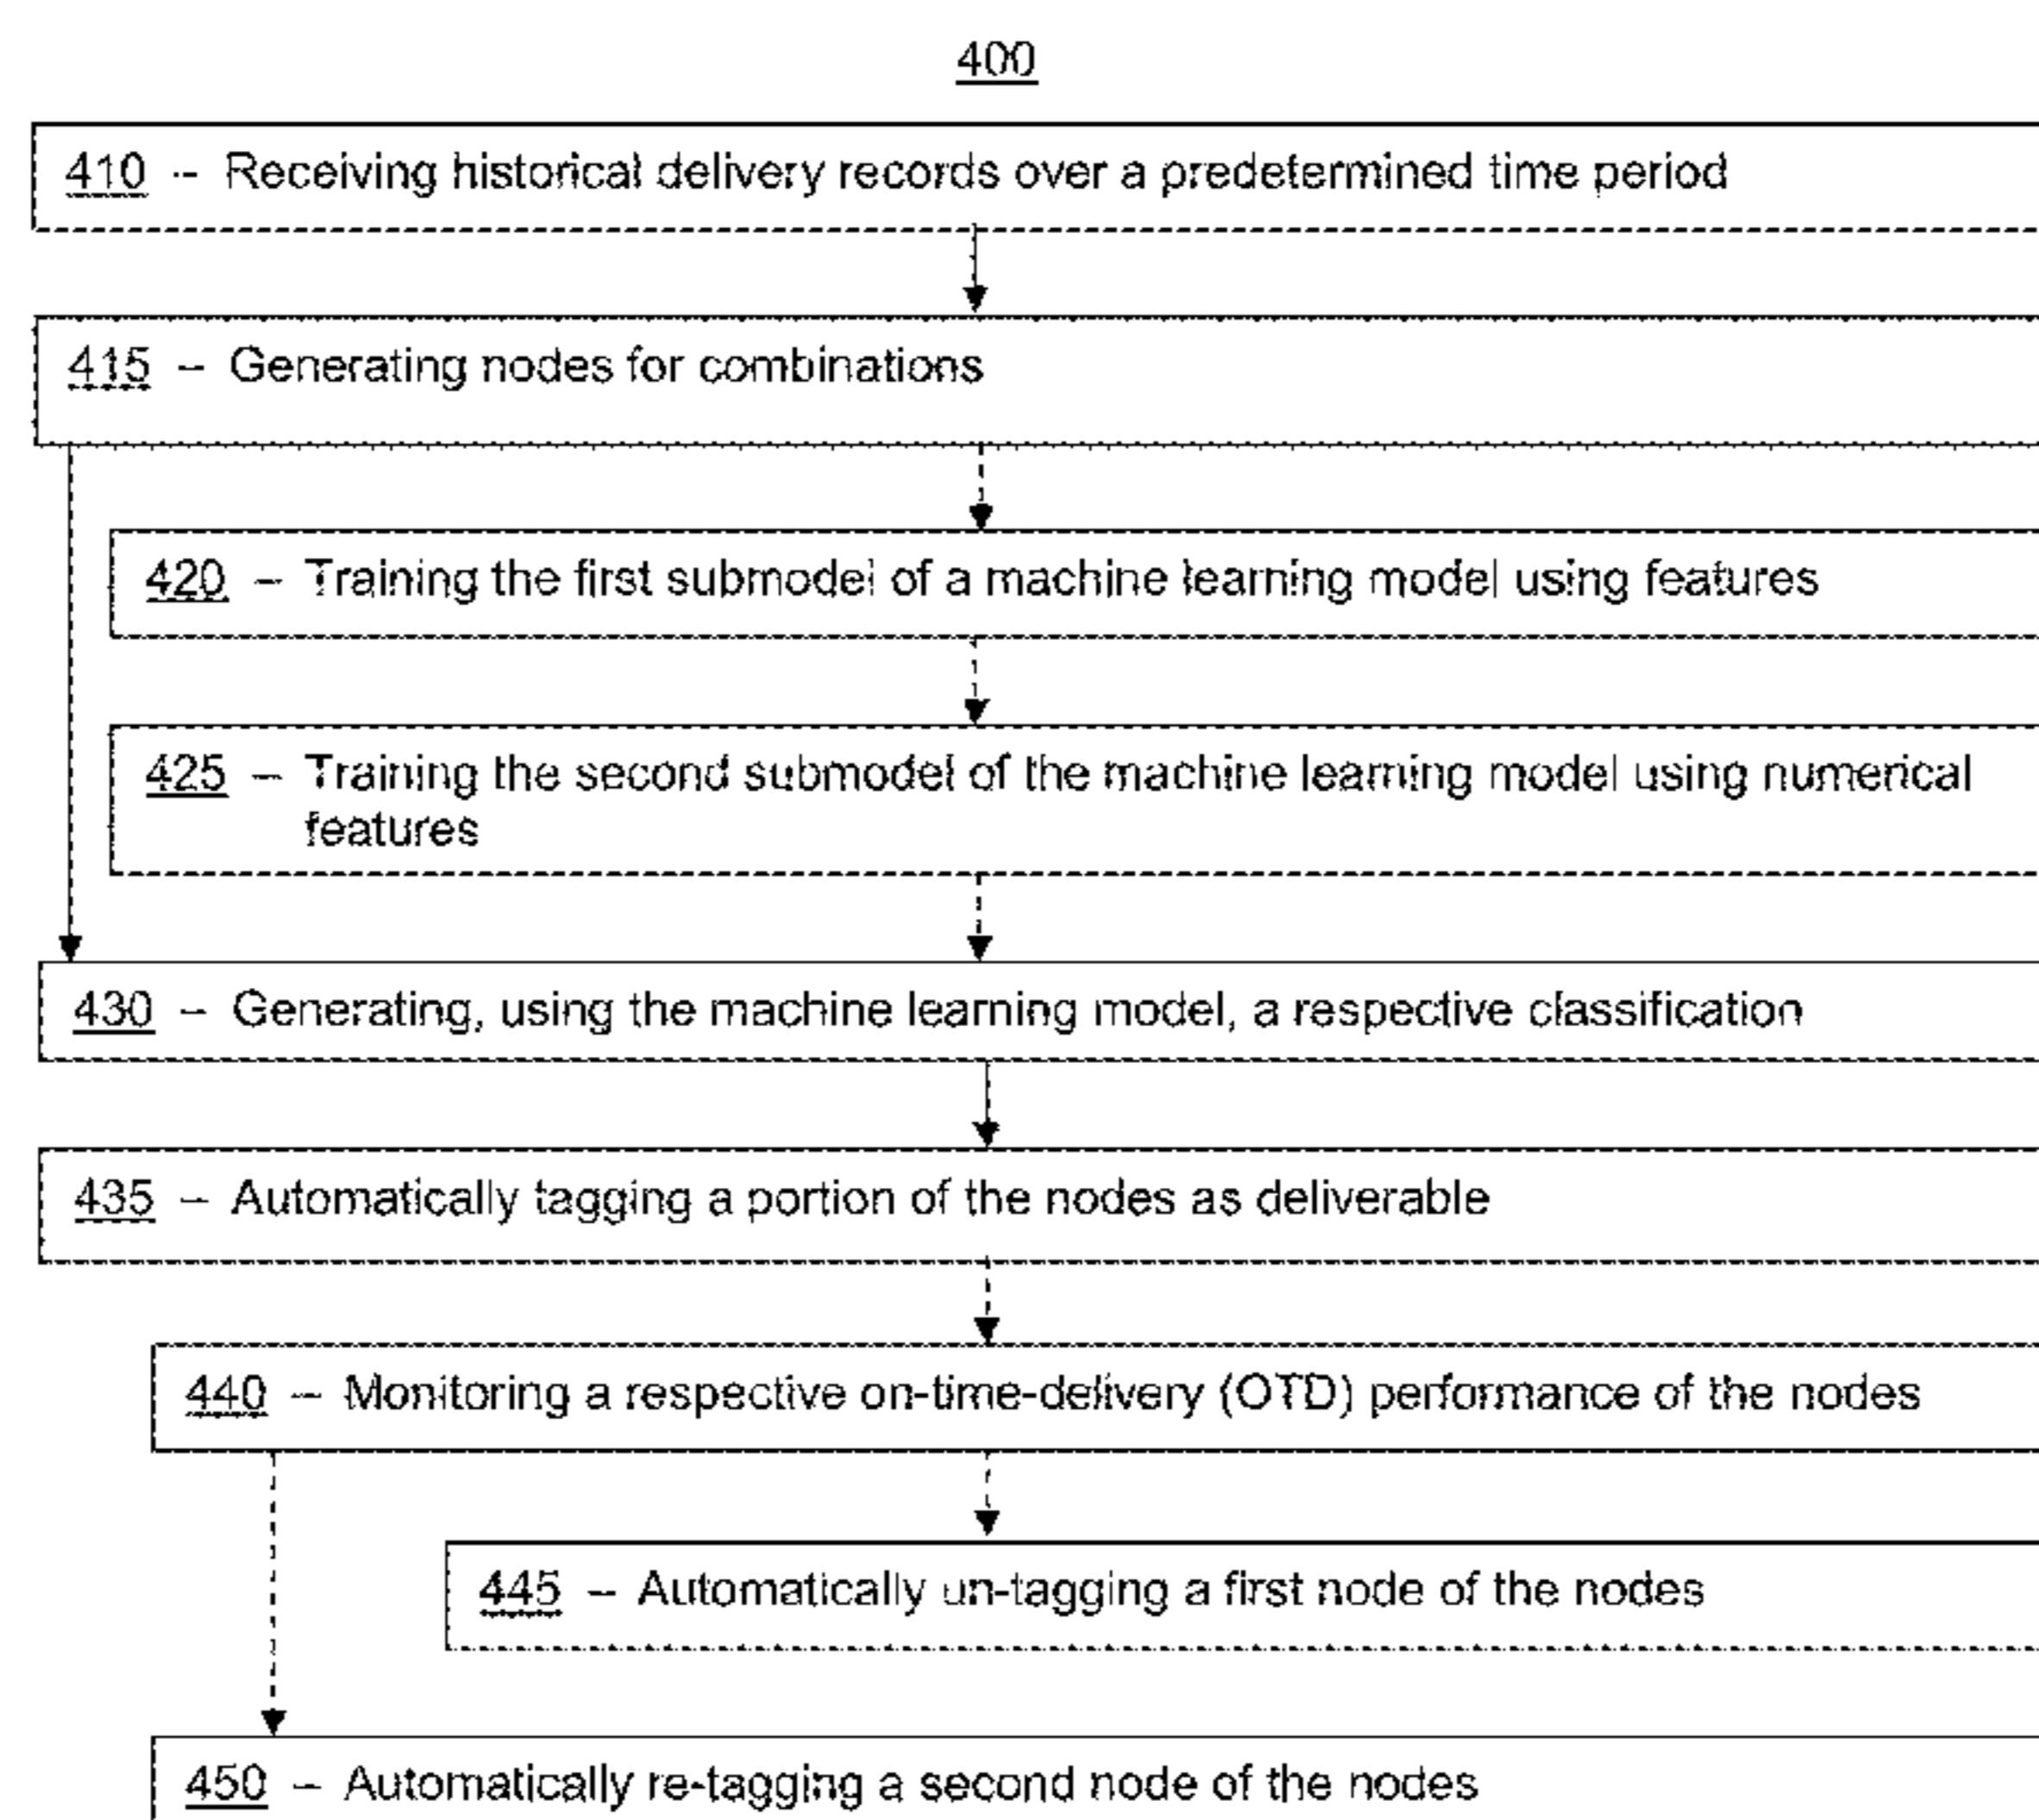 400
410 – Receiving historical delivery records over a predetermined time period
415 – Generating nodes for combinations
420 – Training the first submodel of a machine learning model using features
425 – Training the second submodel of the machine learning model using numerical
features
430 – Generating, using the machine learning model, a respective classification
435 – Automatically tagging a portion of the nodes as deliverable
440 – Monitoring a respective on-time-delivery (OTD) performance of the nodes
445 – Automatically un-tagging a first node of the nodes
450 – Automatically re-tagging a second node of the nodes